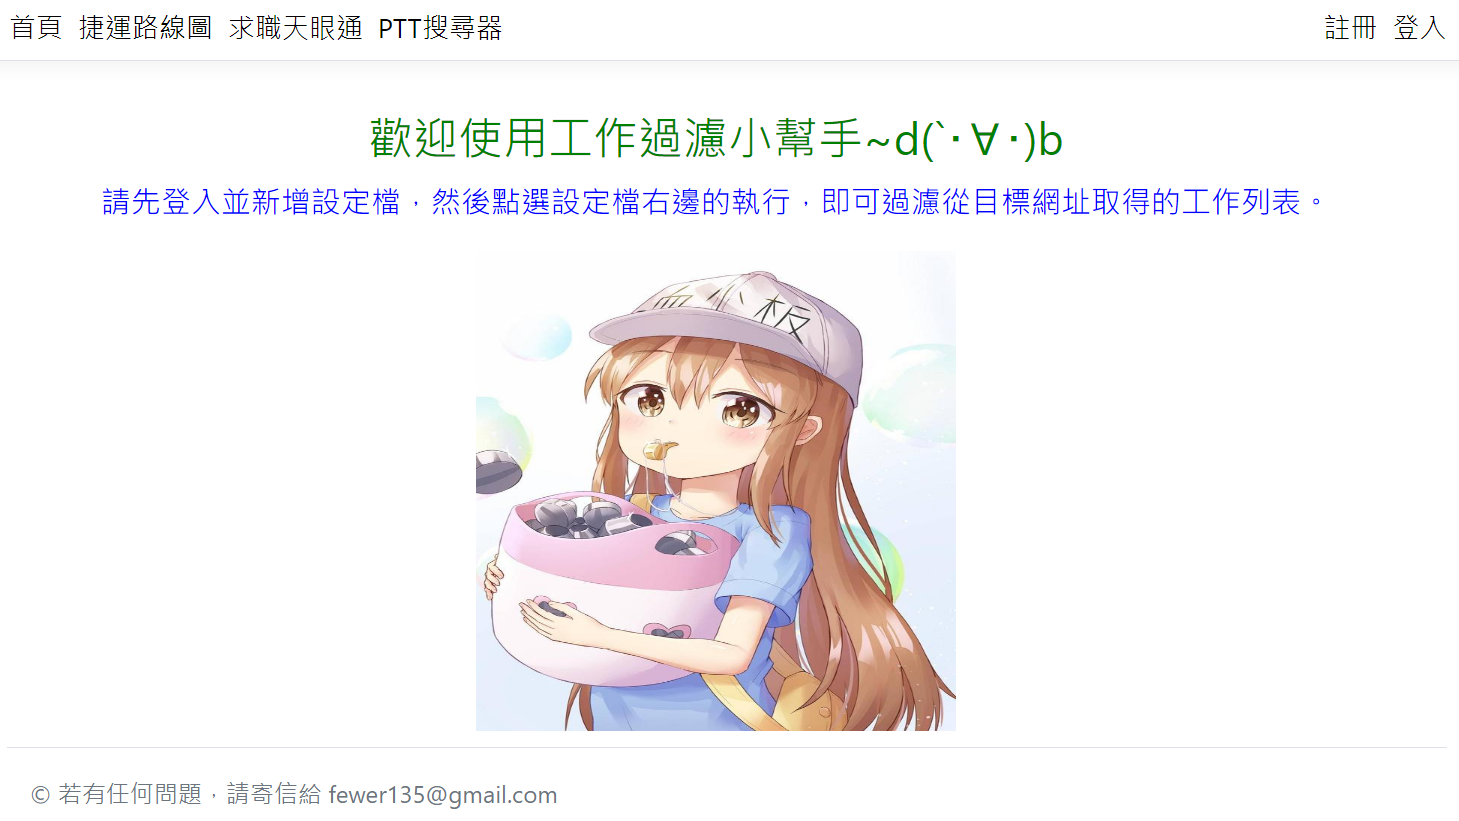 首頁 捷運路線圖 求職天眼通 PTT搜尋器 註冊 登入
歡迎使用工作過濾小幫手~d(`･∀･)b
請先登入並新增設定檔，然後點選設定檔右邊的執行，即可過濾從目標網址取得的工作列表。
血小板
© 若有任何問題，請寄信給 fewer135@gmail.com